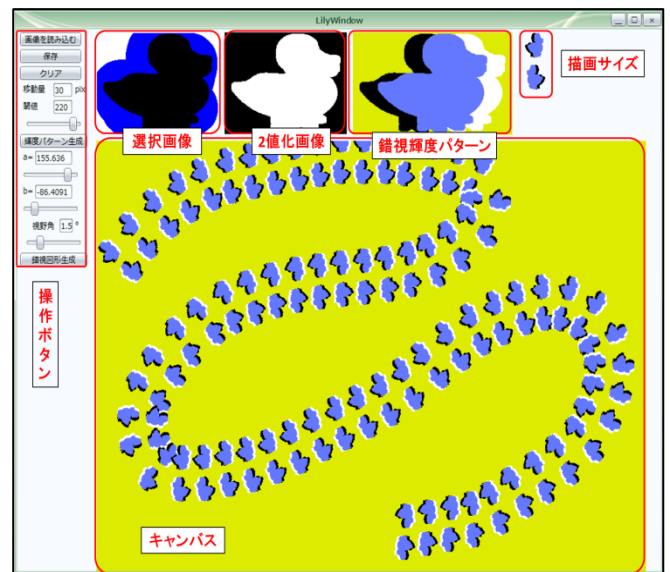 LilyWindow
画像を読み込む
保存
クリア
移動量 30 pix
閾値 220
輝度パターン生成
a= 155.636
b= -86.4091
視野角 1.5 °
錯視図形生成
操作ボタン
選択画像
2値化画像
錯視輝度パターン
描画サイズ
キャンバス